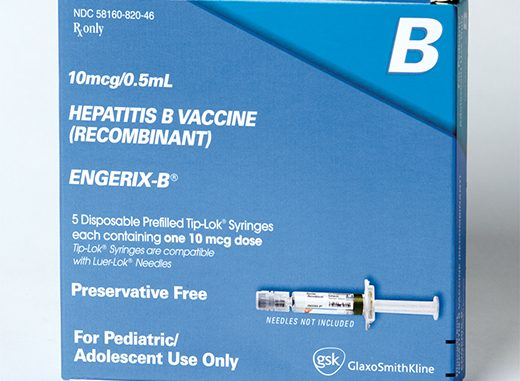 NDC 58160-820-46
Rx only
B
10mcg/0.5mL
HEPATITIS B VACCINE
(RECOMBINANT)
ENGERIX-B®
5 Disposable Prefilled Tip-Lok® Syringes
each containing one 10 mcg dose
Tip-Lok® Syringes are compatible
with Luer-Lok® Needles
Preservative Free
NEEDLES NOT INCLUDED
For Pediatric/
Adolescent Use Only
gsk GlaxoSmithKline